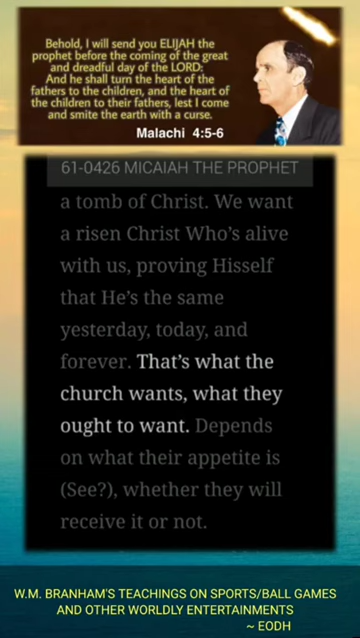 Behold, I will send you ELIJAH the
prophet before the coming of the great
and dreadful day of the LORD:
And he shall turn the heart of the
fathers to the children, and the heart of
the children to their fathers, lest I come
and smite the earth with a curse.
Malachi 4:5-6
61-0426 MICAIAH THE PROPHET
a tomb of Christ. We want
a risen Christ Who's alive
with us, proving Hisself
that He's the same
yesterday, today, and
forever. That's what the
church wants, what they
ought to want. Depends
on what their appetite is
(See?), whether they will
receive it or not.
W.M. BRANHAM'S TEACHINGS ON SPORTS/BALL GAMES
AND OTHER WORLDLY ENTERTAINMENTS
~ EODH